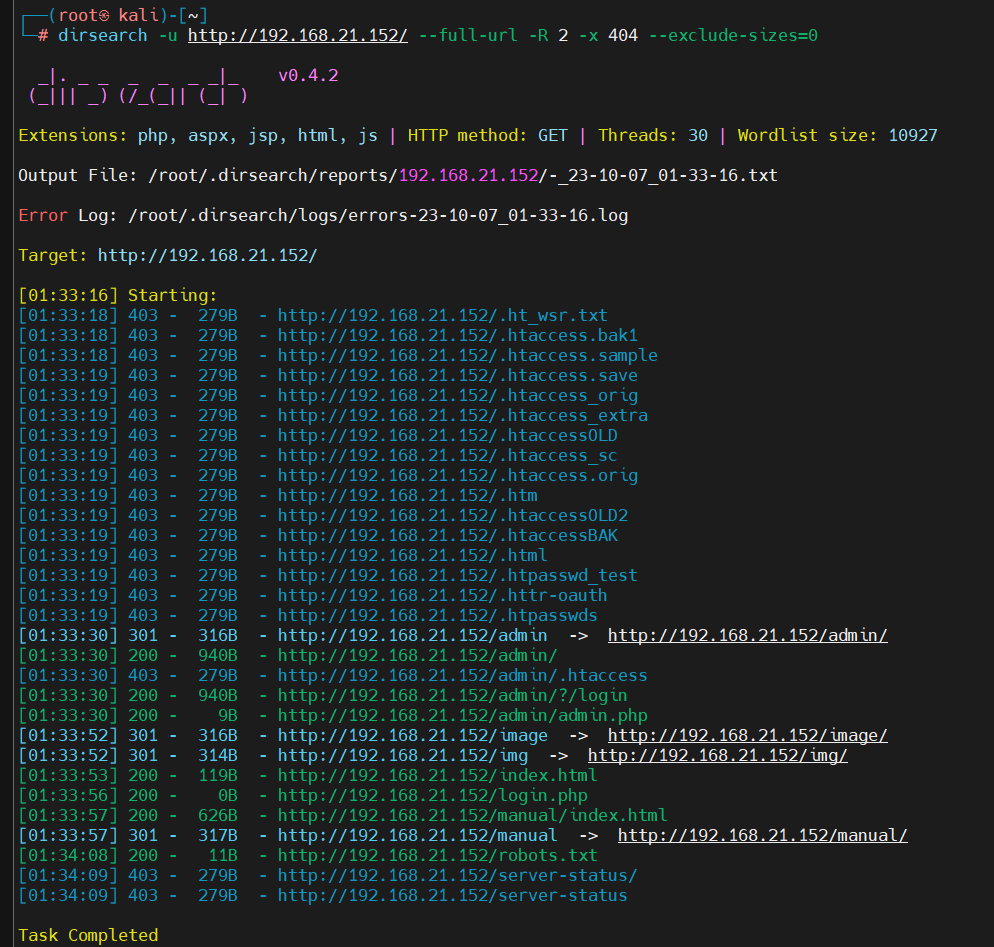 ┌──(root㉿ kali)-[~]
└─# dirsearch -u http://192.168.21.152/ --full-url -R 2 -x 404 --exclude-sizes=0
  _|. _ _  _  _  _ _|_    v0.4.2
 (_||| _) (/_(_|| (_| )
Extensions: php, aspx, jsp, html, js | HTTP method: GET | Threads: 30 | Wordlist size: 10927
Output File: /root/.dirsearch/reports/192.168.21.152/-_23-10-07_01-33-16.txt
Error Log: /root/.dirsearch/logs/errors-23-10-07_01-33-16.log
Target: http://192.168.21.152/
[01:33:16] Starting:
[01:33:18] 403 -  279B  - http://192.168.21.152/.ht_wsr.txt
[01:33:18] 403 -  279B  - http://192.168.21.152/.htaccess.bak1
[01:33:18] 403 -  279B  - http://192.168.21.152/.htaccess.sample
[01:33:19] 403 -  279B  - http://192.168.21.152/.htaccess.save
[01:33:19] 403 -  279B  - http://192.168.21.152/.htaccess_orig
[01:33:19] 403 -  279B  - http://192.168.21.152/.htaccess_extra
[01:33:19] 403 -  279B  - http://192.168.21.152/.htaccessOLD
[01:33:19] 403 -  279B  - http://192.168.21.152/.htaccess_sc
[01:33:19] 403 -  279B  - http://192.168.21.152/.htaccess.orig
[01:33:19] 403 -  279B  - http://192.168.21.152/.htm
[01:33:19] 403 -  279B  - http://192.168.21.152/.htaccessOLD2
[01:33:19] 403 -  279B  - http://192.168.21.152/.htaccessBAK
[01:33:19] 403 -  279B  - http://192.168.21.152/.html
[01:33:19] 403 -  279B  - http://192.168.21.152/.htpasswd_test
[01:33:19] 403 -  279B  - http://192.168.21.152/.httr-oauth
[01:33:19] 403 -  279B  - http://192.168.21.152/.htpasswds
[01:33:30] 301 -  316B  - http://192.168.21.152/admin  ->  http://192.168.21.152/admin/
[01:33:30] 200 -  940B  - http://192.168.21.152/admin/
[01:33:30] 403 -  279B  - http://192.168.21.152/admin/.htaccess
[01:33:30] 200 -  940B  - http://192.168.21.152/admin/?/login
[01:33:30] 200 -    9B  - http://192.168.21.152/admin/admin.php
[01:33:52] 301 -  316B  - http://192.168.21.152/image  ->  http://192.168.21.152/image/
[01:33:52] 301 -  314B  - http://192.168.21.152/img  ->  http://192.168.21.152/img/
[01:33:53] 200 -  119B  - http://192.168.21.152/index.html
[01:33:56] 200 -    0B  - http://192.168.21.152/login.php
[01:33:57] 200 -  626B  - http://192.168.21.152/manual/index.html
[01:33:57] 301 -  317B  - http://192.168.21.152/manual  ->  http://192.168.21.152/manual/
[01:34:08] 200 -   11B  - http://192.168.21.152/robots.txt
[01:34:09] 403 -  279B  - http://192.168.21.152/server-status/
[01:34:09] 403 -  279B  - http://192.168.21.152/server-status
Task Completed